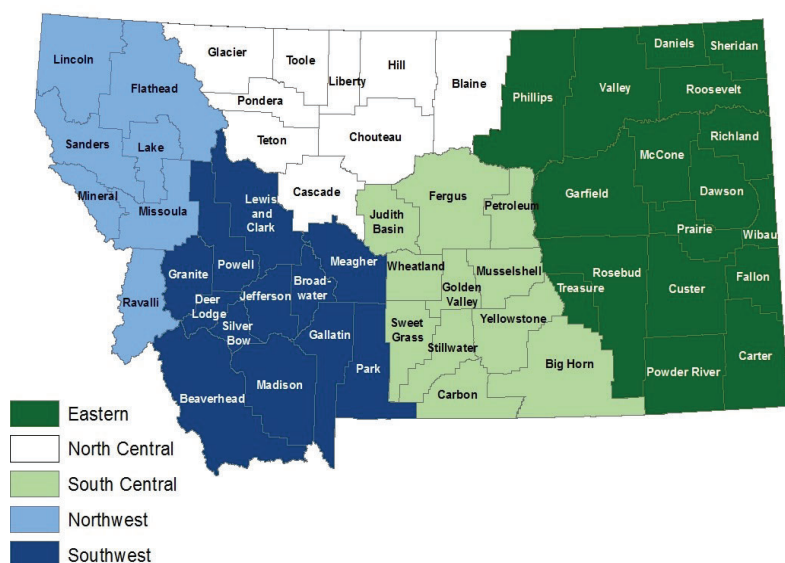 Lincoln
Flathead
Glacier
Toole
Liberty
Hill
Blaine
Phillips
Valley
Daniels
Sheridan
Roosevelt
Pondera
Teton
Chouteau
Sanders
Lake
Mineral
Missoula
Ravalli
Cascade
Lewis
and
Clark
Powell
Granite
Deer
Lodge
Silver
Bow
Jefferson
Broad-
water
Meagher
Gallatin
Park
Madison
Beaverhead
Judith
Basin
Fergus
Petroleum
Wheatland
Golden
Valley
Musselshell
Sweet
Grass
Stillwater
Yellowstone
Carbon
Big Horn
Garfield
McCone
Richland
Dawson
Prairie
Wibaux
Treasure
Rosebud
Custer
Fallon
Powder River
Carter
Eastern
North Central
South Central
Northwest
Southwest